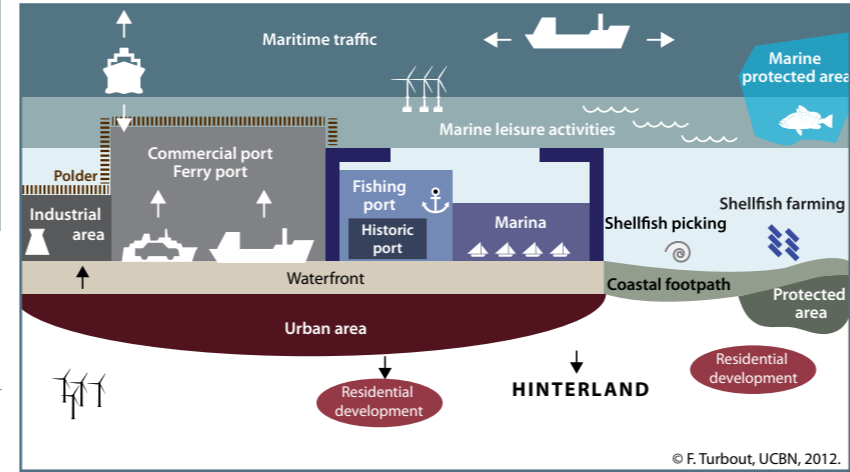 Maritime traffic
Marine
protected area
Marine leisure activities
Commercial port
Ferry port
Polder
Industrial
area
Fishing
port
Historic
port
Marina
Shellfish picking
Shellfish farming
Waterfront
Coastal footpath
Protected
area
Urban area
Residential
development
HINTERLAND
Residential
development
© F. Turbout, UCBN, 2012.